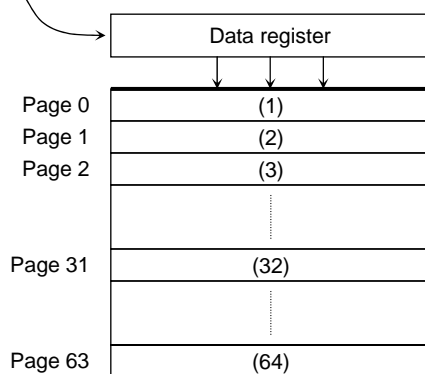 Data register
Page 0 (1)
Page 1 (2)
Page 2 (3)
Page 31 (32)
Page 63 (64)